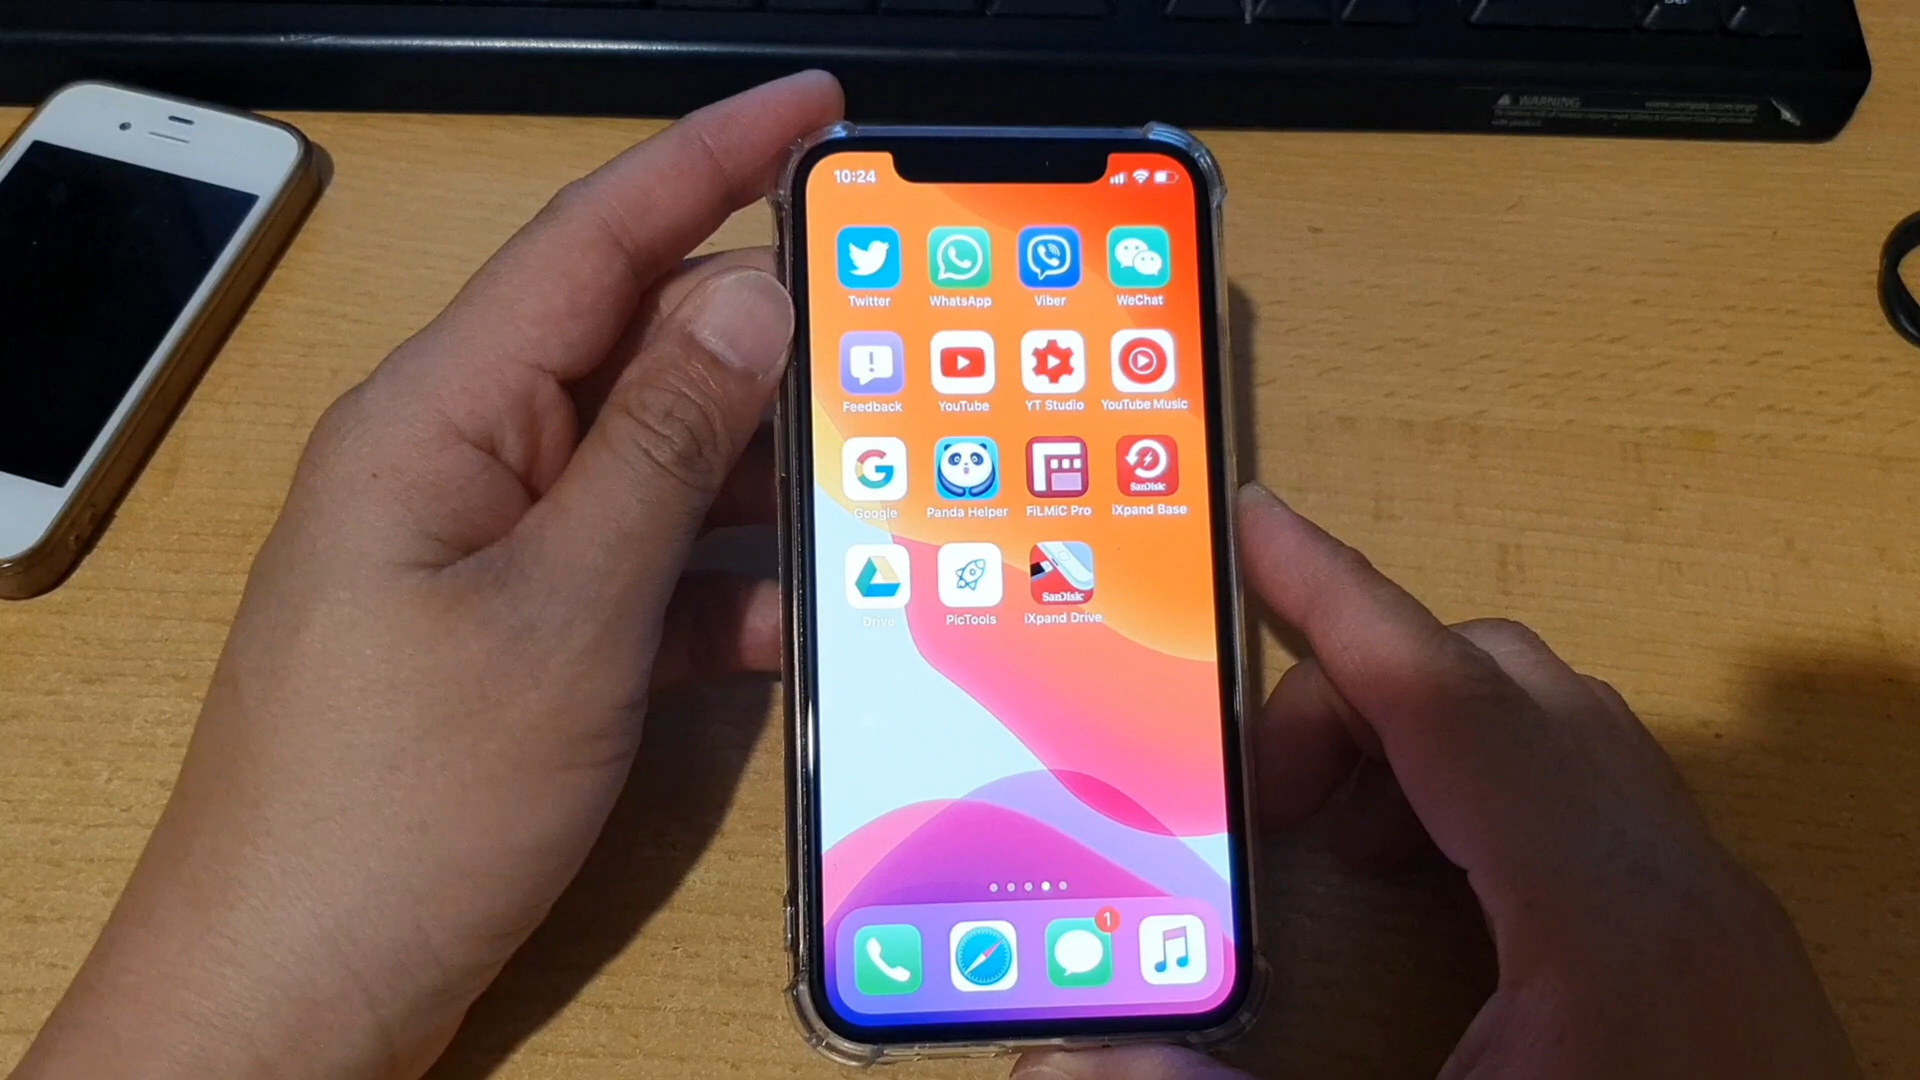 WARNING
10:24
Twitter WhatsApp Viber WeChat
Feedback YouTube YT Studio YouTube Music
SanDisk
Google Panda Helper FiLMiC Pro iXpand Base
SanDisk
Drive PicTools iXpand Drive
1